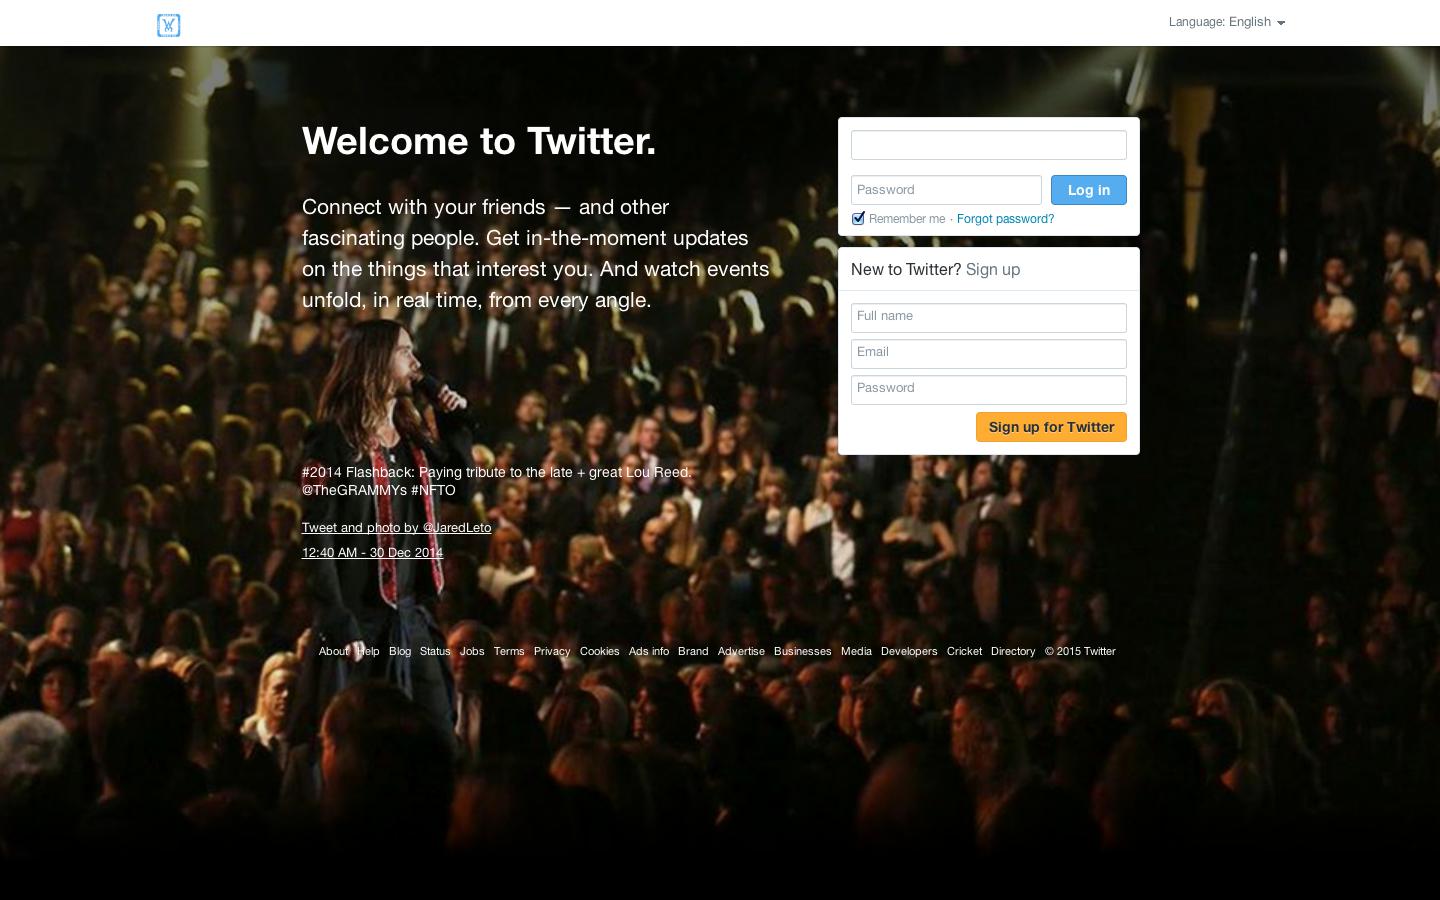 Language: English
Welcome to Twitter.
Connect with your friends — and other
fascinating people. Get in-the-moment updates
on the things that interest you. And watch events
unfold, in real time, from every angle.
#2014 Flashback: Paying tribute to the late + great Lou Reed.
@TheGRAMMYs #NFTO
Tweet and photo by @JaredLeto
12:40 AM - 30 Dec 2014
Password
Log in
Remember me · Forgot password?
New to Twitter? Sign up
Full name
Email
Password
Sign up for Twitter
About Help Blog Status Jobs Terms Privacy Cookies Ads info Brand Advertise Businesses Media Developers Cricket Directory © 2015 Twitter